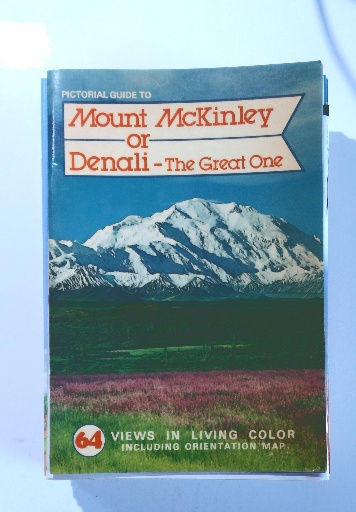 PICTORIAL GUIDE TO
Mount McKinley
or
Denali - The Great One
64 VIEWS IN LIVING COLOR
INCLUDING ORIENTATION MAP